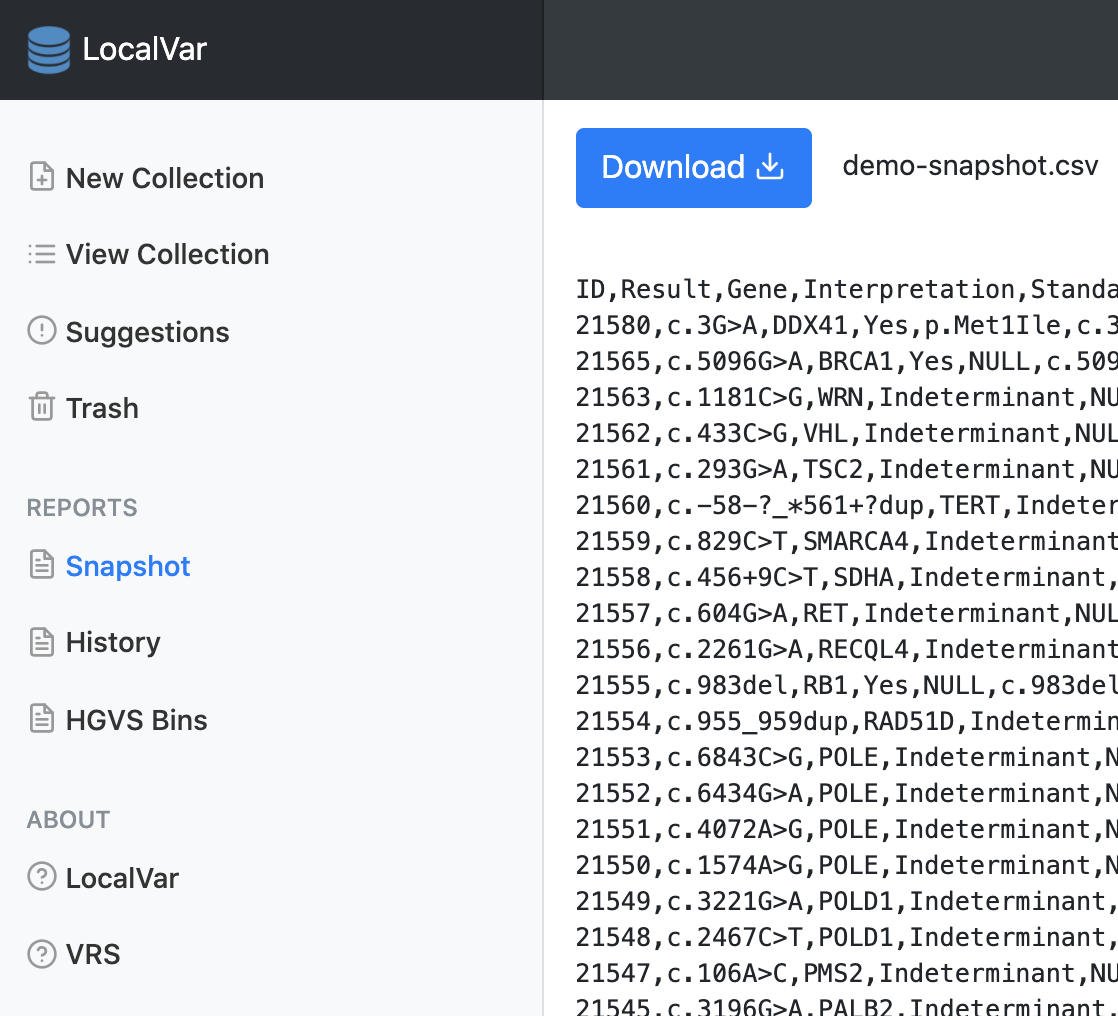 LocalVar
New Collection
View Collection
Suggestions
Trash
REPORTS
Snapshot
History
HGVS Bins
ABOUT
LocalVar
VRS
Download
demo-snapshot.csv
ID,Result,Gene,Interpretation,Standa
21580,c.3G>A,DDX41,Yes,p.Met1Ile,c.3
21565,c.5096G>A,BRCA1,Yes,NULL,c.509
21563,c.1181C>G,WRN,Indeterminant,NU
21562,c.433C>G,VHL,Indeterminant,NUL
21561,c.293G>A,TSC2,Indeterminant,NU
21560,c.-58-?_*561+?dup,TERT,Indeter
21559,c.829C>T,SMARCA4,Indeterminant
21558,c.456+9C>T,SDHA,Indeterminant,
21557,c.604G>A,RET,Indeterminant,NUL
21556,c.2261G>A,RECQL4,Indeterminant
21555,c.983del,RB1,Yes,NULL,c.983del
21554,c.955_959dup,RAD51D,Indetermin
21553,c.6843C>G,POLE,Indeterminant,N
21552,c.6434G>A,POLE,Indeterminant,N
21551,c.4072A>G,POLE,Indeterminant,N
21550,c.1574A>G,POLE,Indeterminant,N
21549,c.3221G>A,POLD1,Indeterminant,
21548,c.2467C>T,POLD1,Indeterminant,
21547,c.106A>C,PMS2,Indeterminant,NU
21545,c.3196G>A,PALB2,Indeterminant,